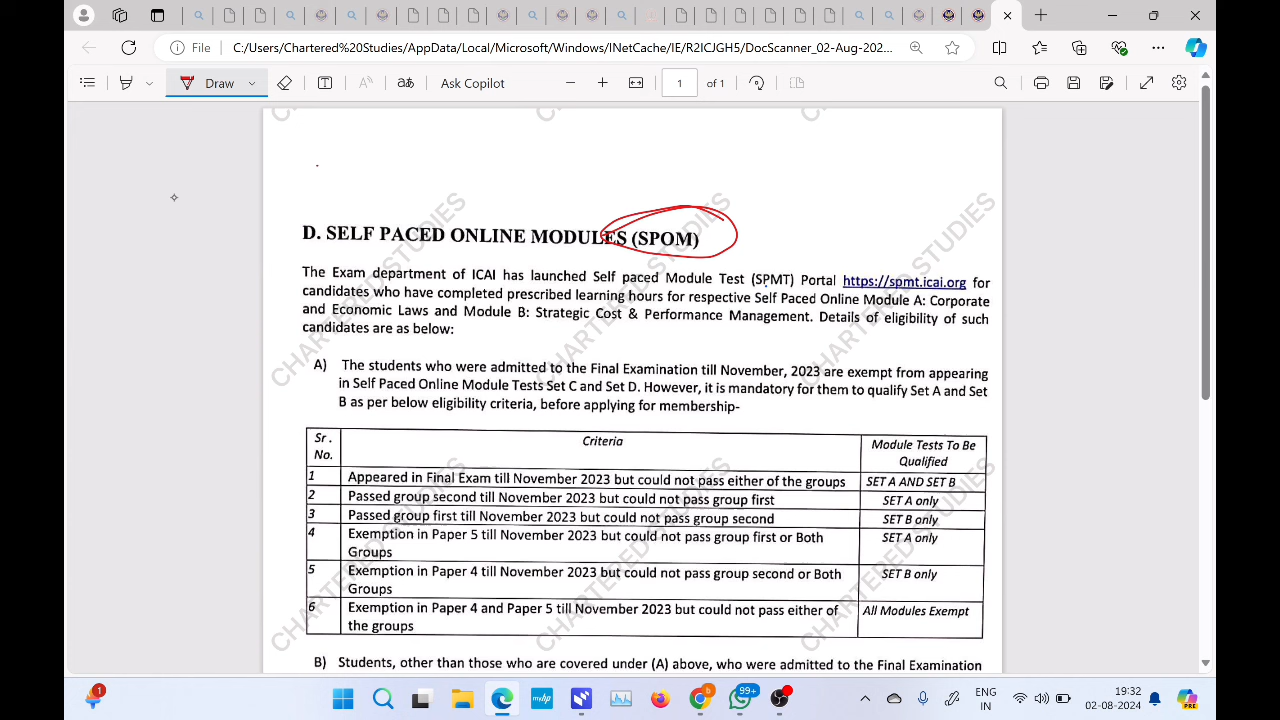 File
C:/Users/Chartered%20Studies/AppData/Local/Microsoft/Windows/INetCache/IE/R2ICJGH5/DocScanner_02-Aug-202...
Draw
Ask Copilot
1
of 1
CHARTERED STUDIES
CHARTERED STUDIES
CHARTERED STUDIES
D. SELF PACED ONLINE MODULES (SPOM)
The Exam department of ICAI has launched Self paced Module Test (SPMT) Portal https://spmt.icai.org for
candidates who have completed prescribed learning hours for respective Self Paced Online Module A: Corporate
and Economic Laws and Module B: Strategic Cost & Performance Management. Details of eligibility of such
candidates are as below:
A) The students who were admitted to the Final Examination till November, 2023 are exempt from appearing
in Self Paced Online Module Tests Set C and Set D. However, it is mandatory for them to qualify Set A and Set
B as per below eligibility criteria, before applying for membership-
Sr. No. Criteria Module Tests To Be Qualified
1 Appeared in Final Exam till November 2023 but could not pass either of the groups SET A AND SET B
2 Passed group second till November 2023 but could not pass group first SET A only
3 Passed group first till November 2023 but could not pass group second SET B only
4 Exemption in Paper 5 till November 2023 but could not pass group first or Both SET A only
Groups
5 Exemption in Paper 4 till November 2023 but could not pass group second or Both SET B only
Groups
6 Exemption in Paper 4 and Paper 5 till November 2023 but could not pass either of All Modules Exempt
the groups
CHARTERED STUDIES
CHARTERED STUDIES
CHARTERED STUDIES
B) Students, other than those who are covered under (A) above, who were admitted to the Final Examination
1
99+
ENG
IN
19:32
02-08-2024
PRE